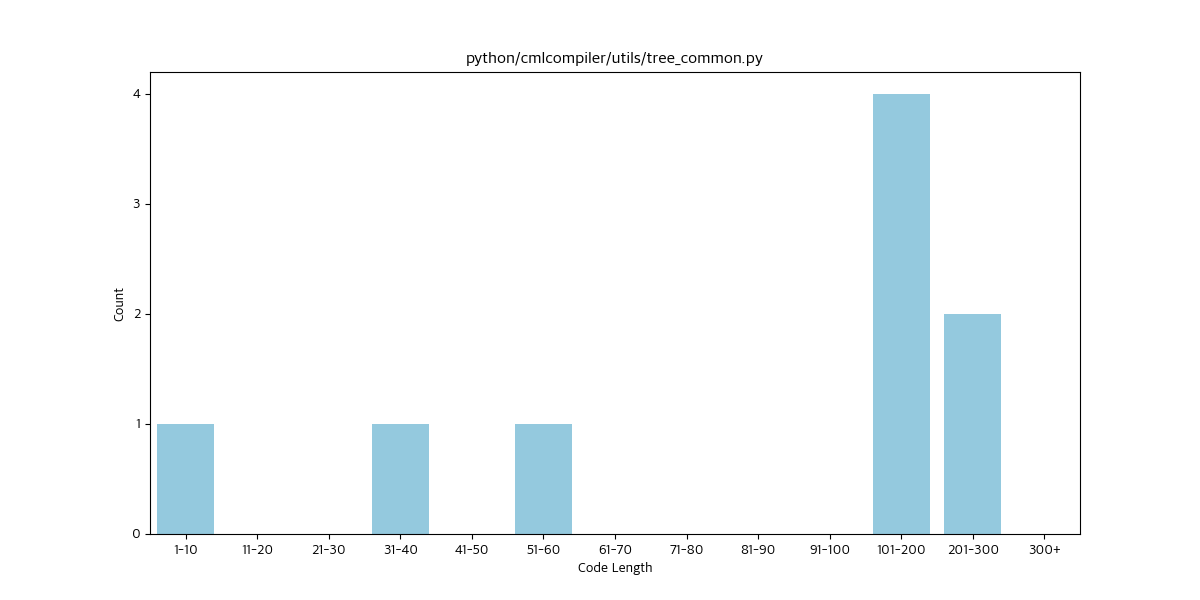 python/cmlcompiler/utils/tree_common.py
4
3
2
1
0
Count
1-10 11-20 21-30 31-40 41-50 51-60 61-70 71-80 81-90 91-100 101-200 201-300 300+
Code Length